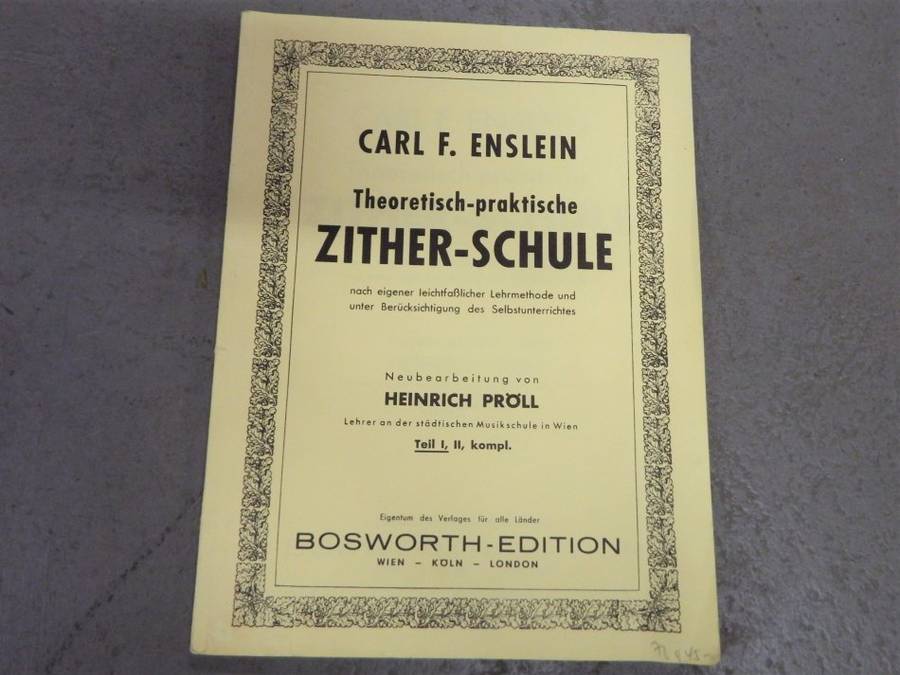 CARL F. ENSLEIN
Theoretisch-praktische
ZITHER-SCHULE
nach eigener leichtfaßlicher Lehrmethode und
unter Berücksichtigung des Selbstunterrichtes
Neubearbeitung von
HEINRICH PRÖLL
Lehrer an der städtischen Musikschule in Wien
Teil I, II, kompl.
Eigentum des Verlages für alle Länder
BOSWORTH-EDITION
WIEN – KÖLN – LONDON